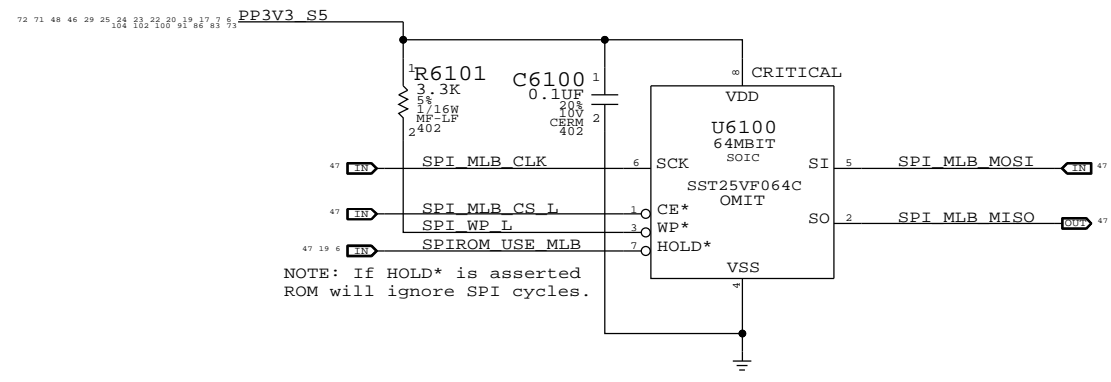 72 71 48 46 29 25 24 23 22 20 19 17 7 6 PP3V3_S5
104 102 100 91 86 83 73
1 R6101
3.3K
5%
1/16W
MF-LF
2 402
C6100 1
0.1UF
20%
10V
CERM 2
402
8 CRITICAL
VDD
U6100
64MBIT
SOIC
SST25VF064C
OMIT
47 IN SPI_MLB_CLK 6 SCK
SI 5 SPI_MLB_MOSI IN 47
47 IN SPI_MLB_CS_L 1 CE*
SPI_WP_L 3 WP*
SO 2 SPI_MLB_MISO OUT 47
47 19 6 IN SPIROM_USE_MLB 7 HOLD*
NOTE: If HOLD* is asserted
ROM will ignore SPI cycles.
VSS
4